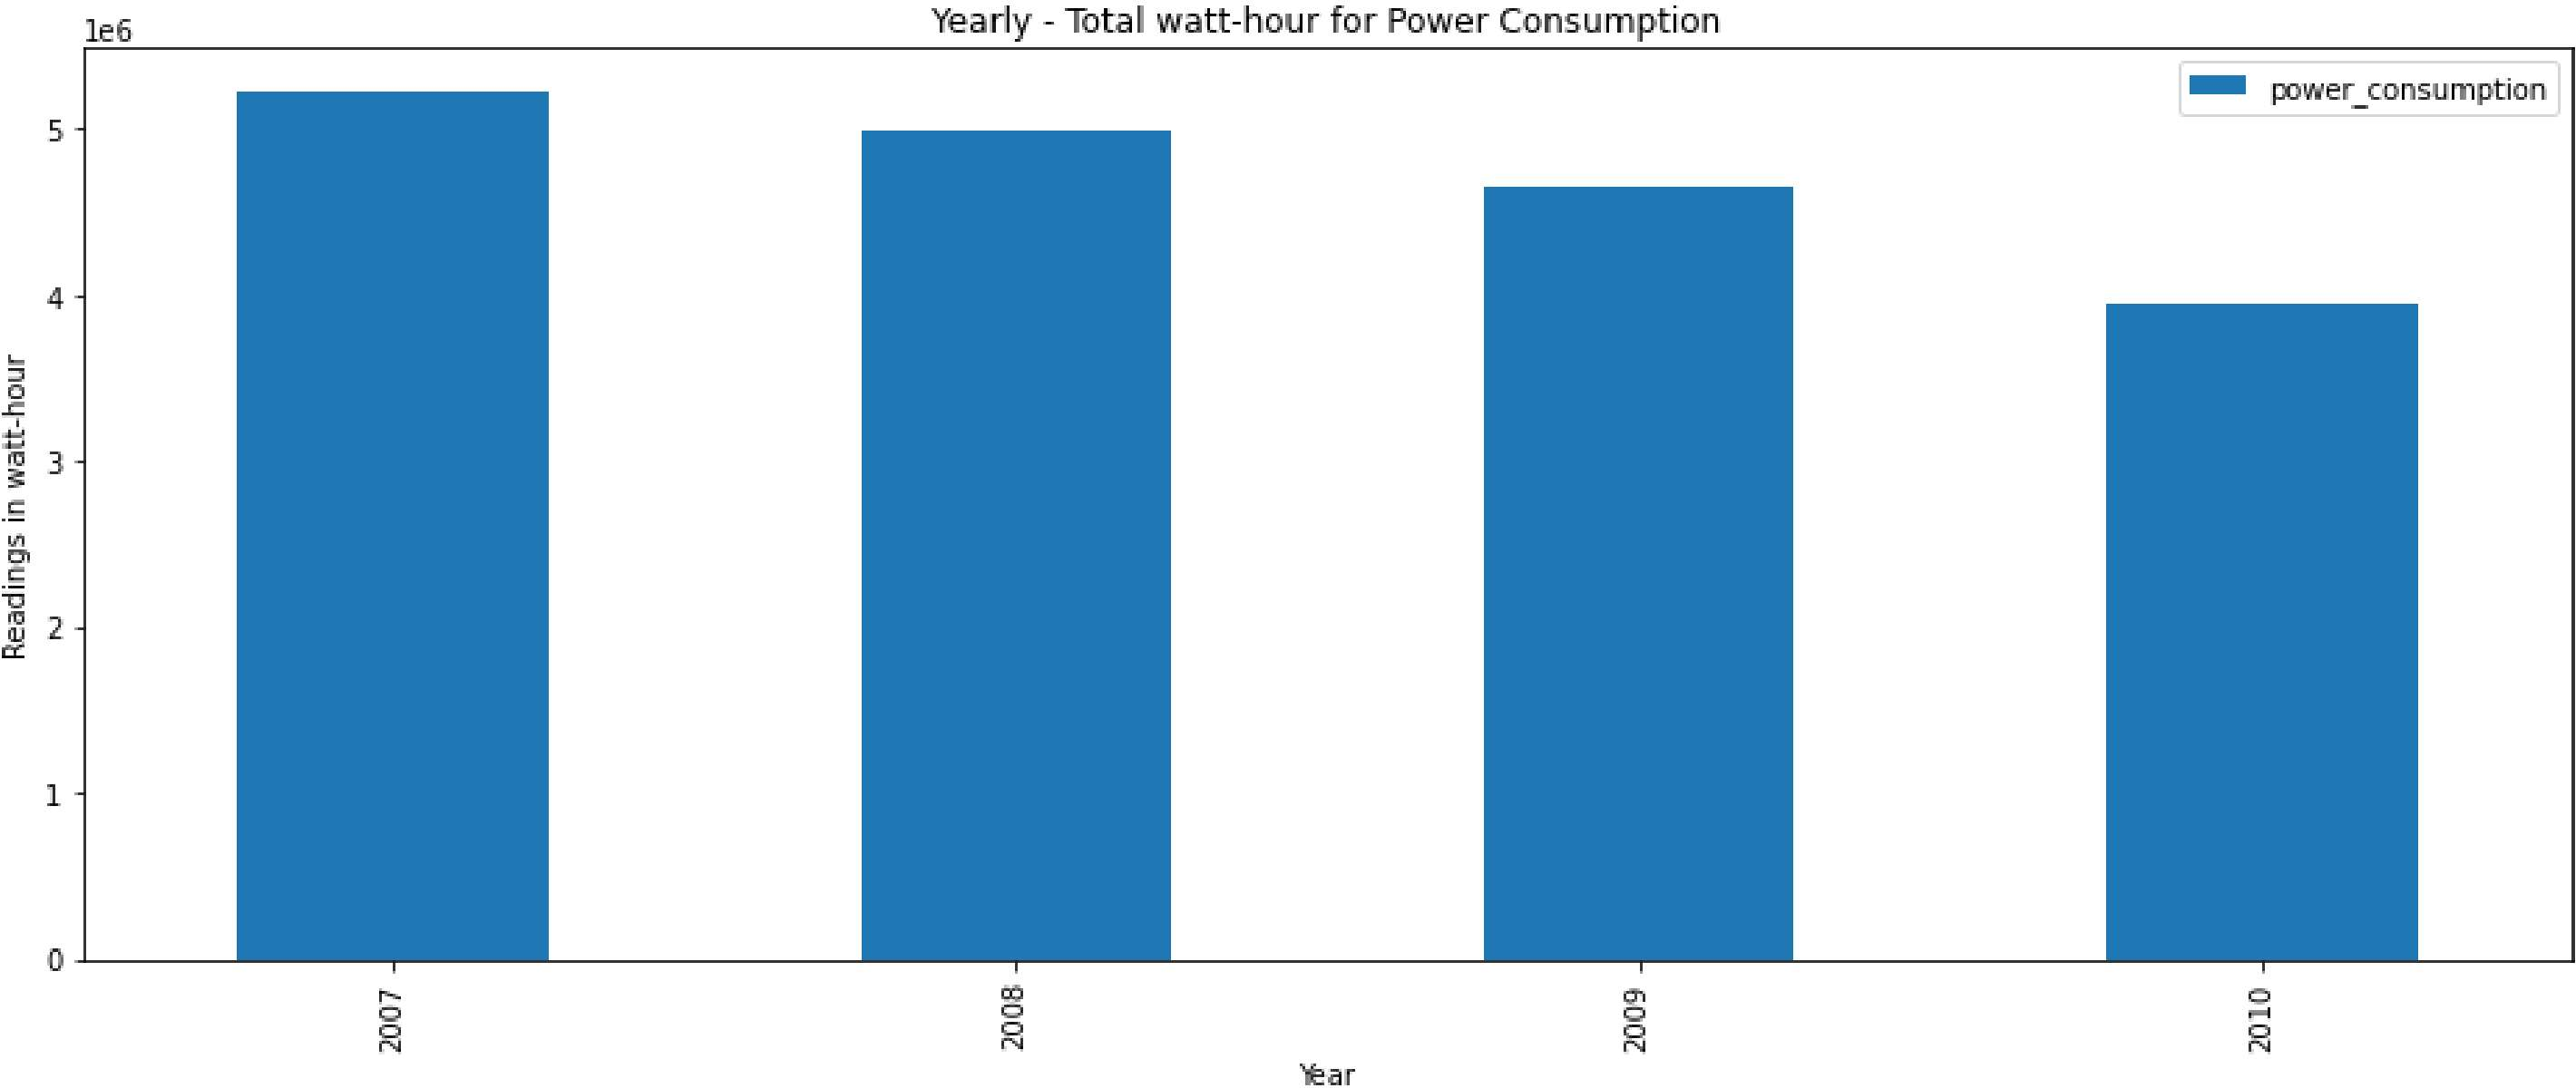 Yearly - Total watt-hour for Power Consumption
1e6
power_consumption
5
4
3
2
1
0
Readings in watt-hour
2007
2008
2009
2010
Year